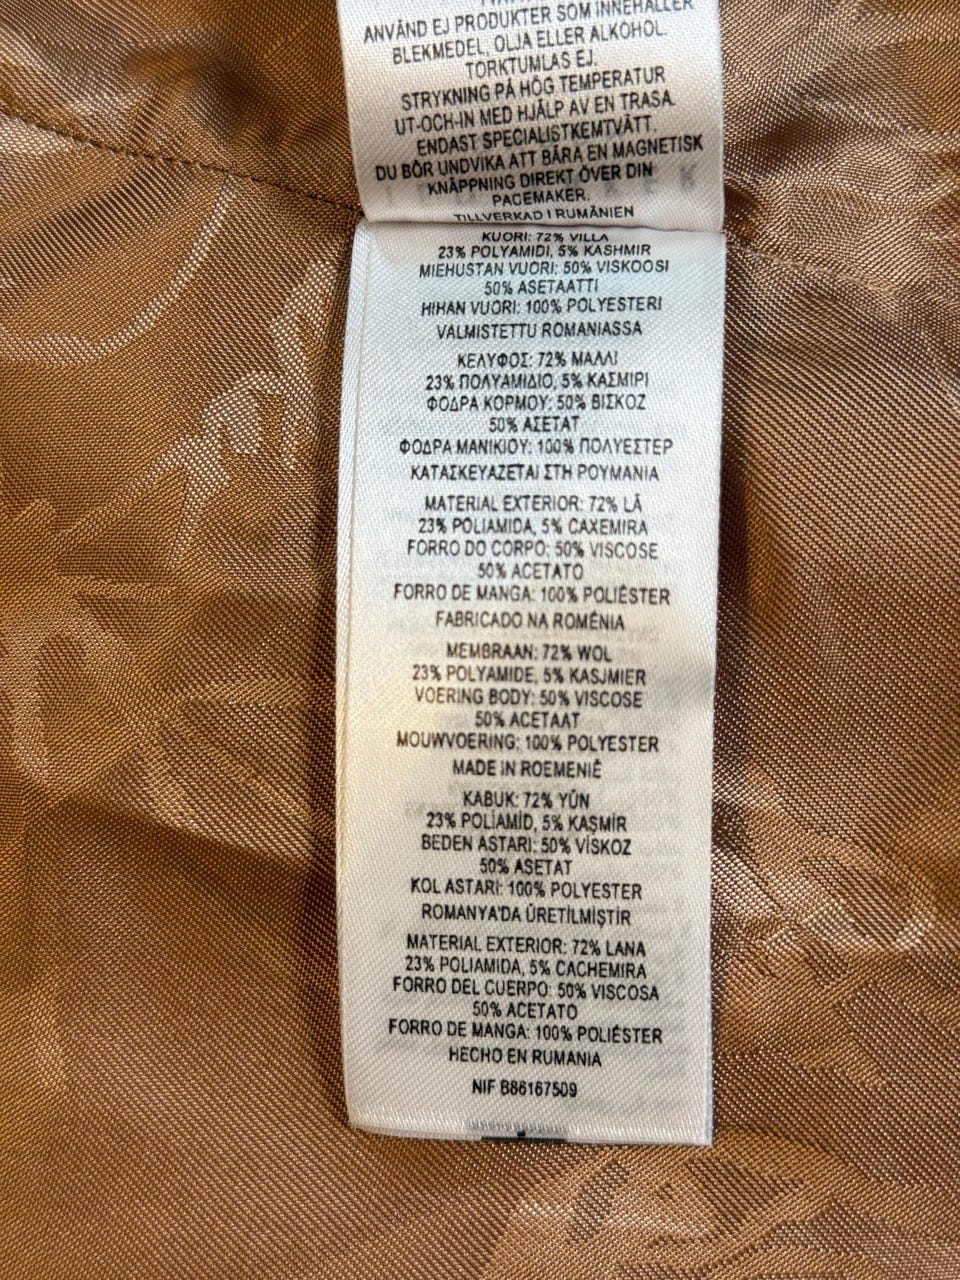 ANVÄND EJ PRODUKTER SOM INNEHÅLLER
BLEKMEDEL, OLJA ELLER ALKOHOL.
TORKTUMLAS EJ.
STRYKNING PÅ HÖG TEMPERATUR
UT-OCH-IN MED HJÄLP AV EN TRASA.
ENDAST SPECIALISTKEMTVÄTT.
DU BÖR UNDVIKA ATT BÄRA EN MAGNETISK
KNÄPPNING DIREKT ÖVER DIN
PACEMAKER.
TILLVERKAD I RUMÄNIEN
KUORI: 72% VILLA
23% POLYAMIDI, 5% KASHMIR
MIEHUSTAN VUORI: 50% VISKOOSI
50% ASETAATTI
HIHAN VUORI: 100% POLYESTERI
VALMISTETTU ROMANIASSA
ΚΕΛΥΦΟΣ: 72% ΜΑΛΛΙ
23% ΠΟΛΥΑΜΙΔΙΟ, 5% ΚΑΣΜΙΡΙ
ΦΟΔΡΑ ΚΟΡΜΟΥ: 50% ΒΙΣΚΟΖ
50% ΑΣΕΤΑΤ
ΦΟΔΡΑ ΜΑΝΙΚΙΟΥ: 100% ΠΟΛΥΕΣΤΕΡ
ΚΑΤΑΣΚΕΥΑΖΕΤΑΙ ΣΤΗ ΡΟΥΜΑΝΙΑ
MATERIAL EXTERIOR: 72% LÃ
23% POLIAMIDA, 5% CAXEMIRA
FORRO DO CORPO: 50% VISCOSE
50% ACETATO
FORRO DE MANGA: 100% POLIÉSTER
FABRICADO NA ROMÉNIA
MEMBRAAN: 72% WOL
23% POLYAMIDE, 5% KASJMIER
VOERING BODY: 50% VISCOSE
50% ACETAAT
MOUWVOERING: 100% POLYESTER
MADE IN ROEMENIË
KABUK: 72% YÜN
23% POLİAMİD, 5% KAŞMİR
BEDEN ASTARI: 50% VİSKOZ
50% ASETAT
KOL ASTARI: 100% POLYESTER
ROMANYA'DA ÜRETİLMİŞTİR
MATERIAL EXTERIOR: 72% LANA
23% POLIAMIDA, 5% CACHEMIRA
FORRO DEL CUERPO: 50% VISCOSA
50% ACETATO
FORRO DE MANGA: 100% POLIÉSTER
HECHO EN RUMANIA
NIF B86167509